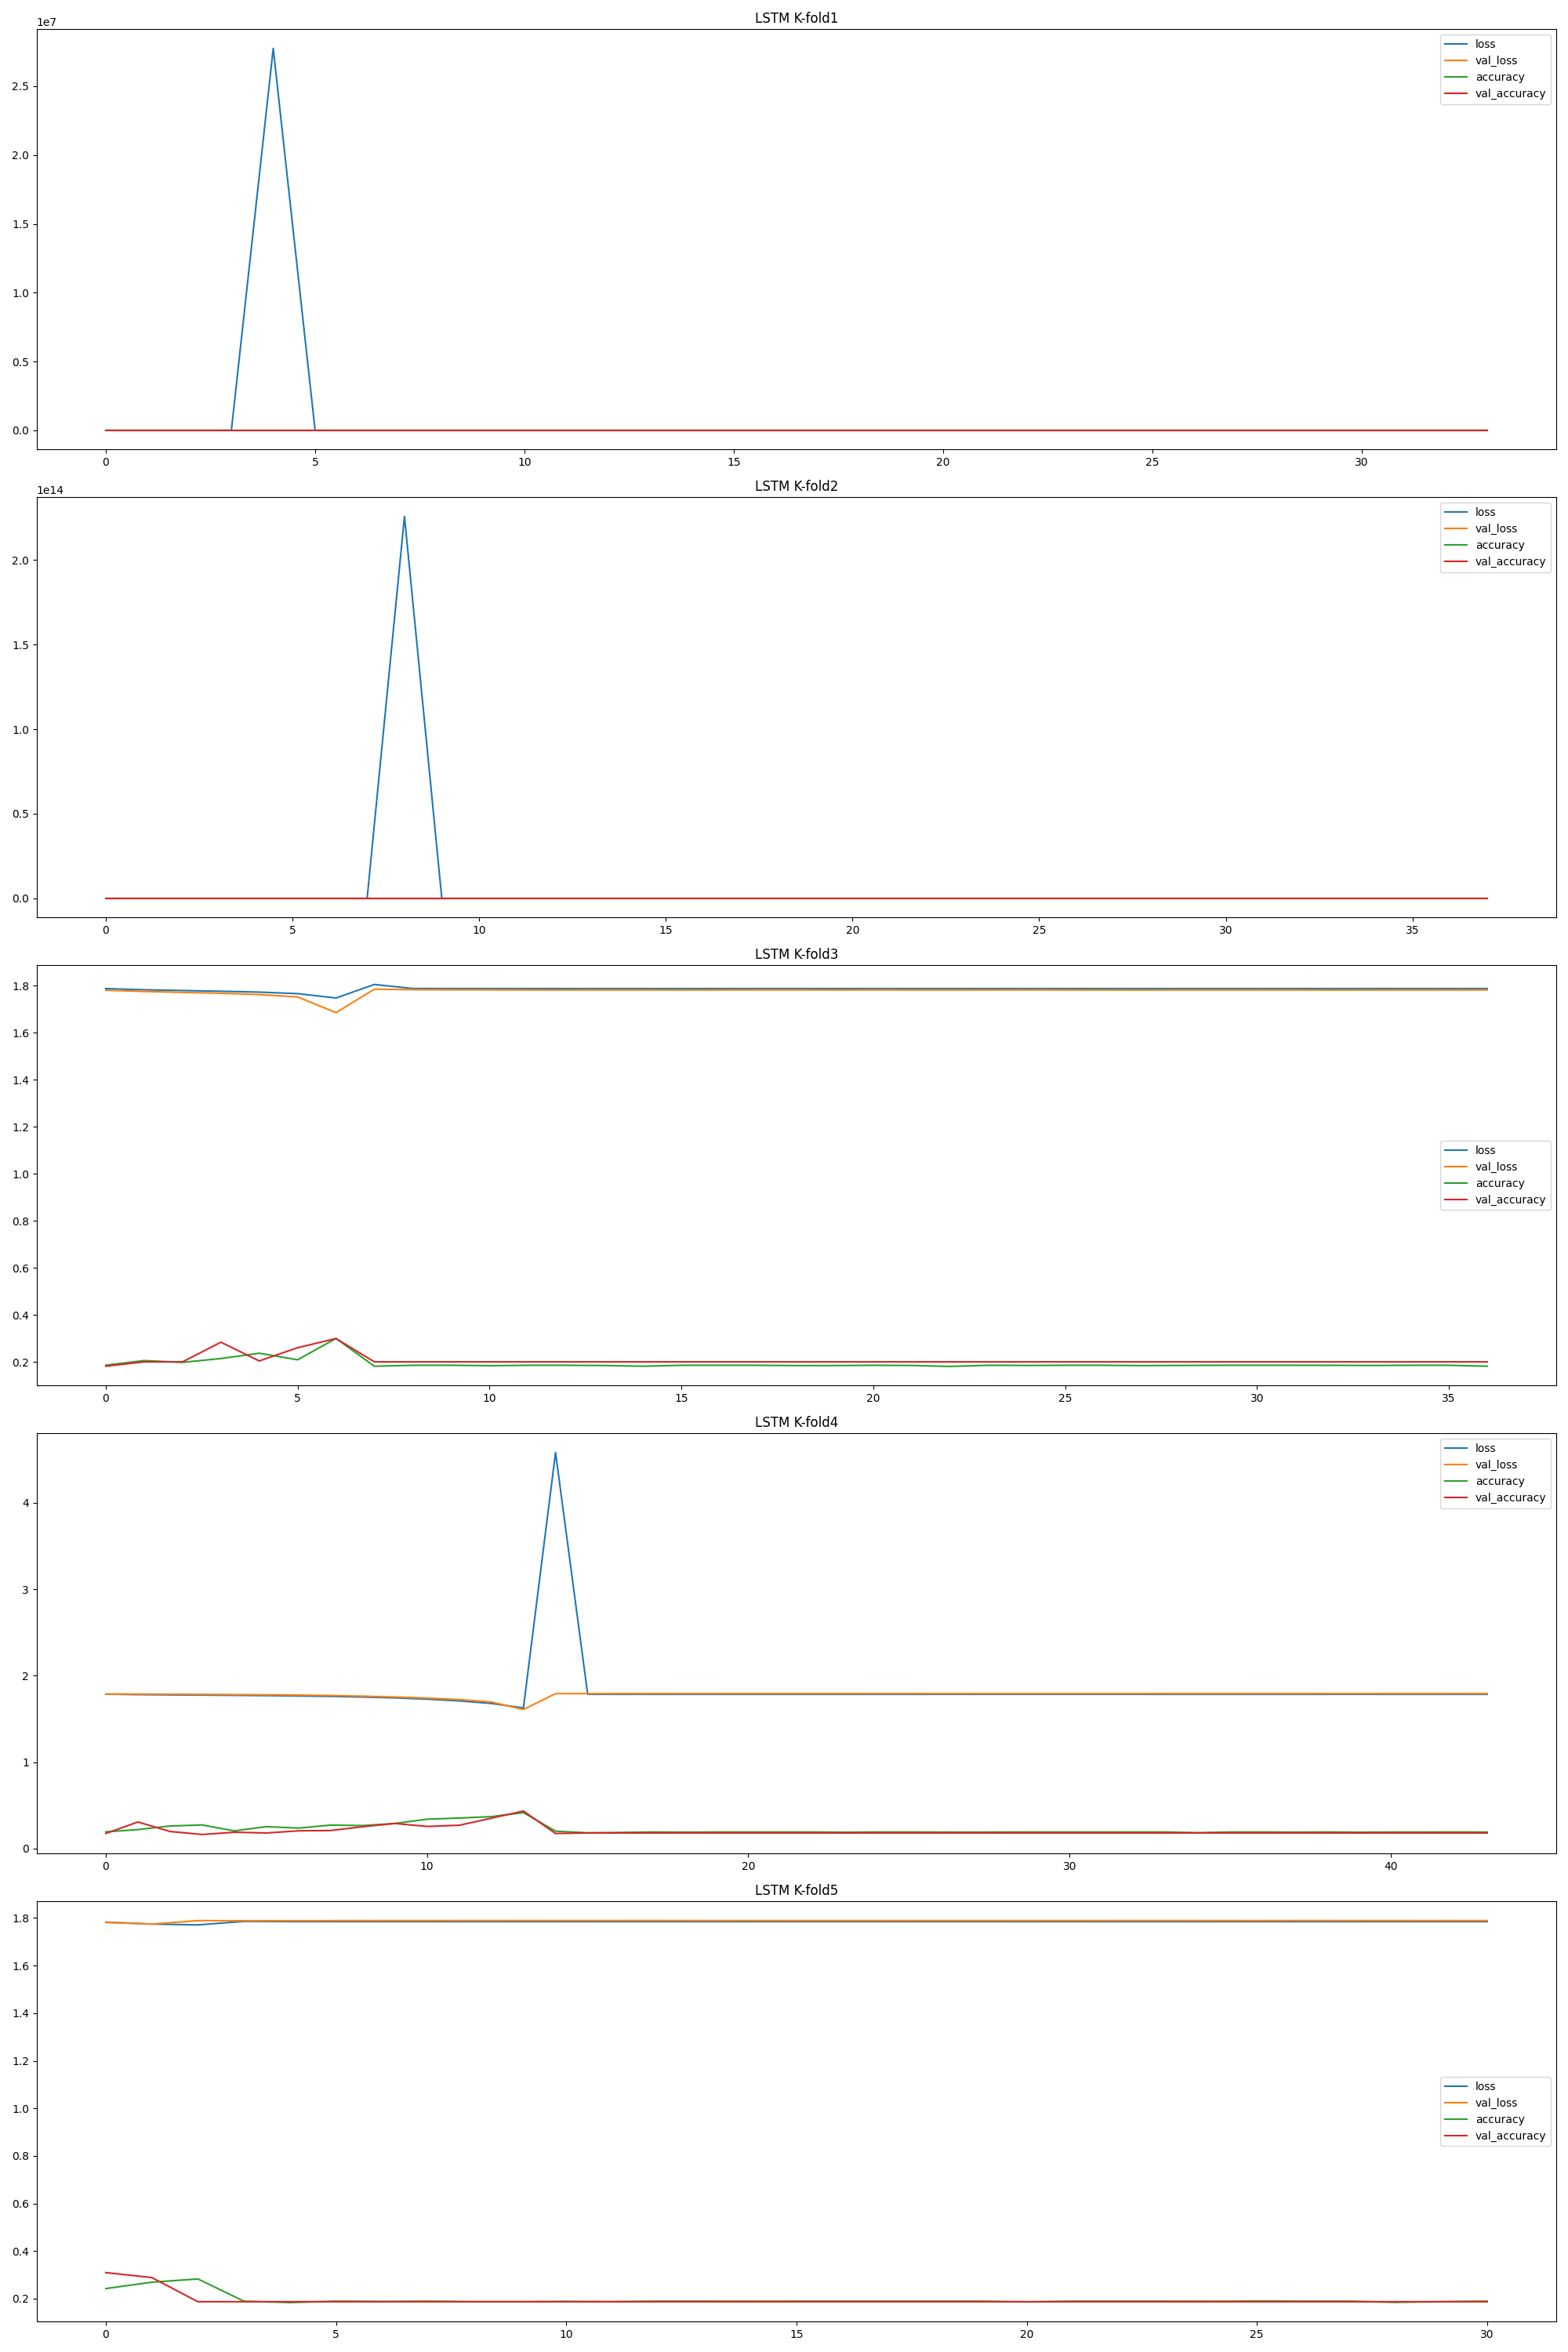 LSTM K-fold1
1e7
loss
val_loss
accuracy
val_accuracy
2.5
2.0
1.5
1.0
0.5
0.0
0 5 10 15 20 25 30
LSTM K-fold2
1e14
loss
val_loss
accuracy
val_accuracy
2.0
1.5
1.0
0.5
0.0
0 5 10 15 20 25 30 35
LSTM K-fold3
1.8
1.6
1.4
1.2
1.0
0.8
0.6
0.4
0.2
loss
val_loss
accuracy
val_accuracy
0 5 10 15 20 25 30 35
LSTM K-fold4
loss
val_loss
accuracy
val_accuracy
4
3
2
1
0
0 10 20 30 40
LSTM K-fold5
1.8
1.6
1.4
1.2
1.0
0.8
0.6
0.4
0.2
loss
val_loss
accuracy
val_accuracy
0 5 10 15 20 25 30